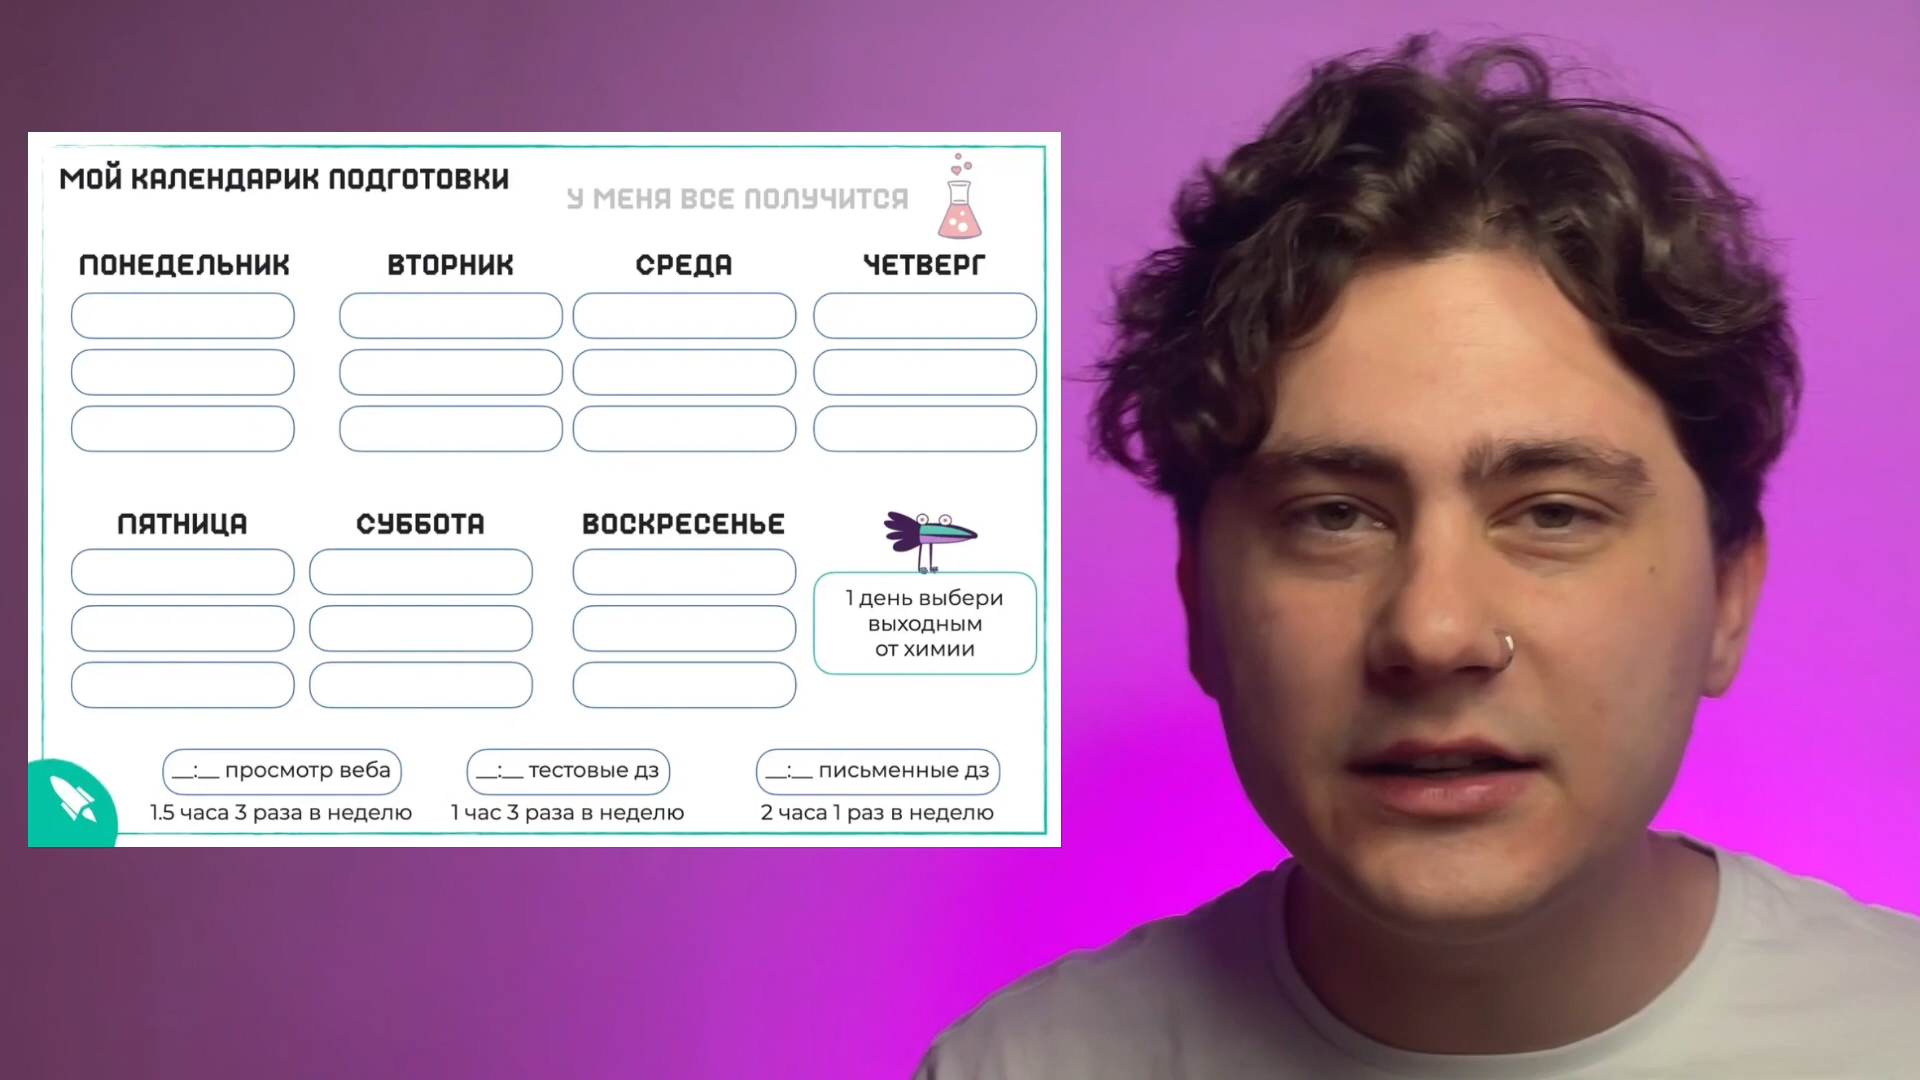 МОЙ КАЛЕНДАРИК ПОДГОТОВКИ
У МЕНЯ ВСЕ ПОЛУЧИТСЯ
ПОНЕДЕЛЬНИК ВТОРНИК СРЕДА ЧЕТВЕРГ
ПЯТНИЦА СУББОТА ВОСКРЕСЕНЬЕ
1 день выбери
выходным
от химии
__:__ просмотр веба __:__ тестовые дз __:__ письменные дз
1.5 часа 3 раза в неделю 1 час 3 раза в неделю 2 часа 1 раз в неделю